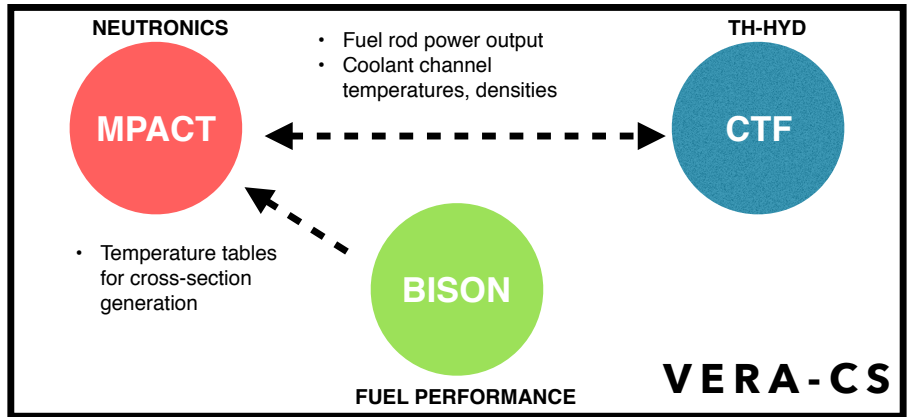 NEUTRONICS
• Fuel rod power output
• Coolant channel
temperatures, densities
TH-HYD
MPACT
CTF
• Temperature tables
for cross-section
generation
BISON
FUEL PERFORMANCE
VERA-CS